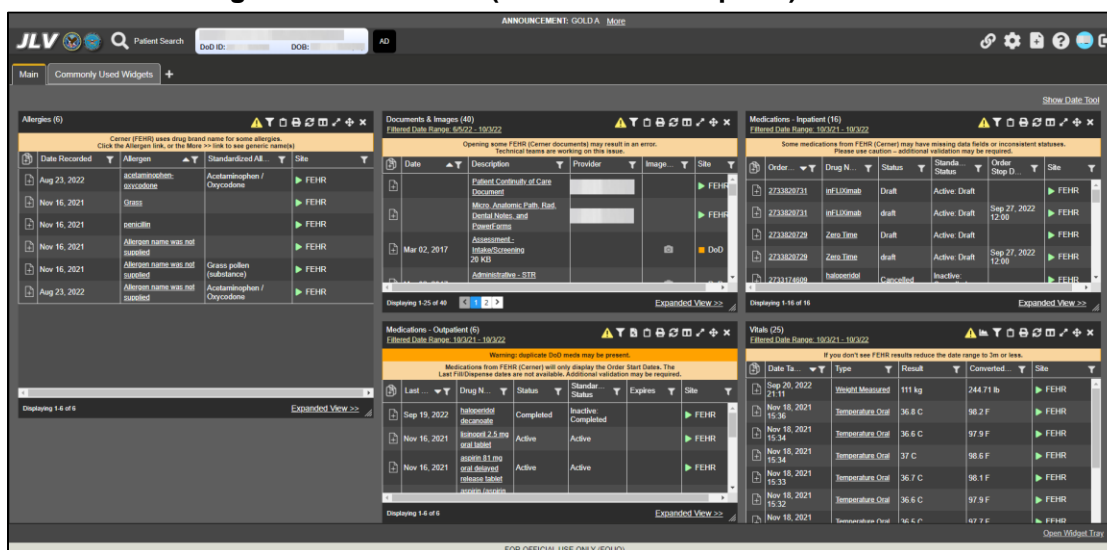 ANNOUNCEMENT: GOLD A More
JLV Patient Search DoD ID: DOB: AD
Main Commonly Used Widgets +
Show Date Tool
Allergies (6)
Cerner (FEHR) uses drug brand name for some allergies.
Click the Allergen link, or the More >> link to see generic name(s)
Date Recorded Allergen Standardized All... Site
Aug 23, 2022 acetaminophen-oxycodone Acetaminophen / Oxycodone FEHR
Nov 16, 2021 Grass FEHR
Nov 16, 2021 penicillin FEHR
Nov 16, 2021 Allergen name was not supplied FEHR
Nov 16, 2021 Allergen name was not supplied Grass pollen (substance) FEHR
Aug 23, 2022 Allergen name was not supplied Acetaminophen / Oxycodone FEHR
Displaying 1-6 of 6 Expanded View >>
Documents & Images (40)
Filtered Date Range: 6/5/22 - 10/3/22
Opening some FEHR (Cerner documents) may result in an error.
Technical teams are working on this issue.
Date Description Provider Image... Site
Patient Continuity of Care Document FEHR
Micro, Anatomic Path, Rad, Dental Notes, and PowerForms FEHR
Mar 02, 2017 Assessment - Intake/Screening 20 KB DoD
Administrative - STR
Displaying 1-25 of 40 1 2 Expanded View >>
Medications - Inpatient (16)
Filtered Date Range: 10/3/21 - 10/3/22
Some medications from FEHR (Cerner) may have missing data fields or inconsistent statuses.
Please use caution – additional validation may be required.
Order... Drug N... Status Standa... Status Order Stop D... Site
2733820731 inFLIXimab Draft Active: Draft FEHR
2733820731 inFLIXimab draft Active: Draft Sep 27, 2022 12:00 FEHR
2733820729 Zero Time Draft Active: Draft FEHR
2733820729 Zero Time draft Active: Draft Sep 27, 2022 12:00 FEHR
2733174609 haloperidol Cancelled Inactive:
Displaying 1-16 of 16 Expanded View >>
Medications - Outpatient (6)
Filtered Date Range: 10/3/21 - 10/3/22
Warning: duplicate DoD meds may be present.
Medications from FEHR (Cerner) will only display the Order Start Dates. The
Last Fill/Dispense dates are not available. Additional validation may be required.
Last ... Drug N... Status Standar... Status Expires Site
Sep 19, 2022 haloperidol decanoate Completed Inactive: Completed FEHR
Nov 16, 2021 lisinopril 2.5 mg oral tablet Active Active FEHR
Nov 16, 2021 aspirin 81 mg oral delayed release tablet Active Active FEHR
aspirin (aspirin
Displaying 1-6 of 6 Expanded View >>
Vitals (25)
Filtered Date Range: 10/3/21 - 10/3/22
If you don't see FEHR results reduce the date range to 3m or less.
Date Ta... Type Result Converted... Site
Sep 20, 2022 21:11 Weight Measured 111 kg 244.71 lb FEHR
Nov 18, 2021 15:36 Temperature Oral 36.8 C 98.2 F FEHR
Nov 18, 2021 15:34 Temperature Oral 36.6 C 97.9 F FEHR
Nov 18, 2021 15:34 Temperature Oral 37 C 98.6 F FEHR
Nov 18, 2021 15:33 Temperature Oral 36.7 C 98.1 F FEHR
Nov 18, 2021 15:32 Temperature Oral 36.6 C 97.9 F FEHR
Nov 18, 2021 Temperature Oral 36.5 C 97.7 F FEHR
Open Widget Tray
FOR OFFICIAL USE ONLY (FOUO)